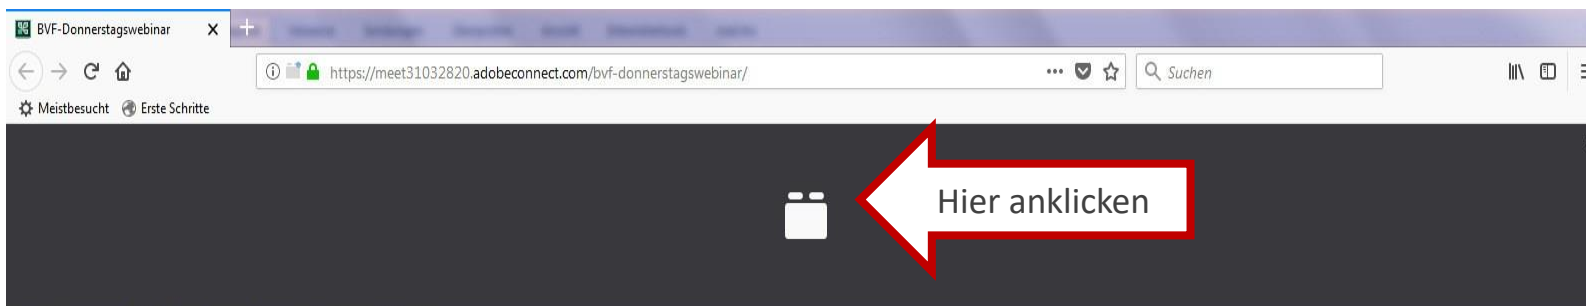 BVF-Donnerstagswebinar
https://meet31032820.adobeconnect.com/bvf-donnerstagswebinar/
Suchen
Meistbesucht Erste Schritte
Hier anklicken